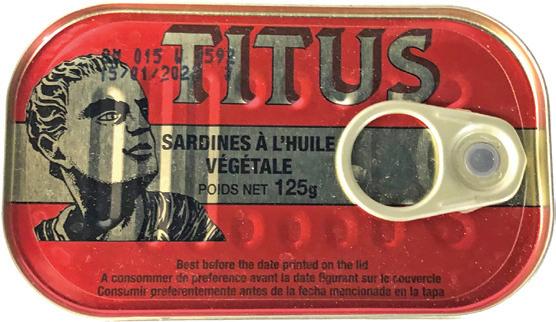 TITUS
015
SARDINES À L'HUILE
VÉGÉTALE
POIDS NET 125g
Best before the date printed on the lid
A consommer de preference avant la date figurant sur le couvercle
Consumir preferentemente antes de la fecha mencionada en la tapa